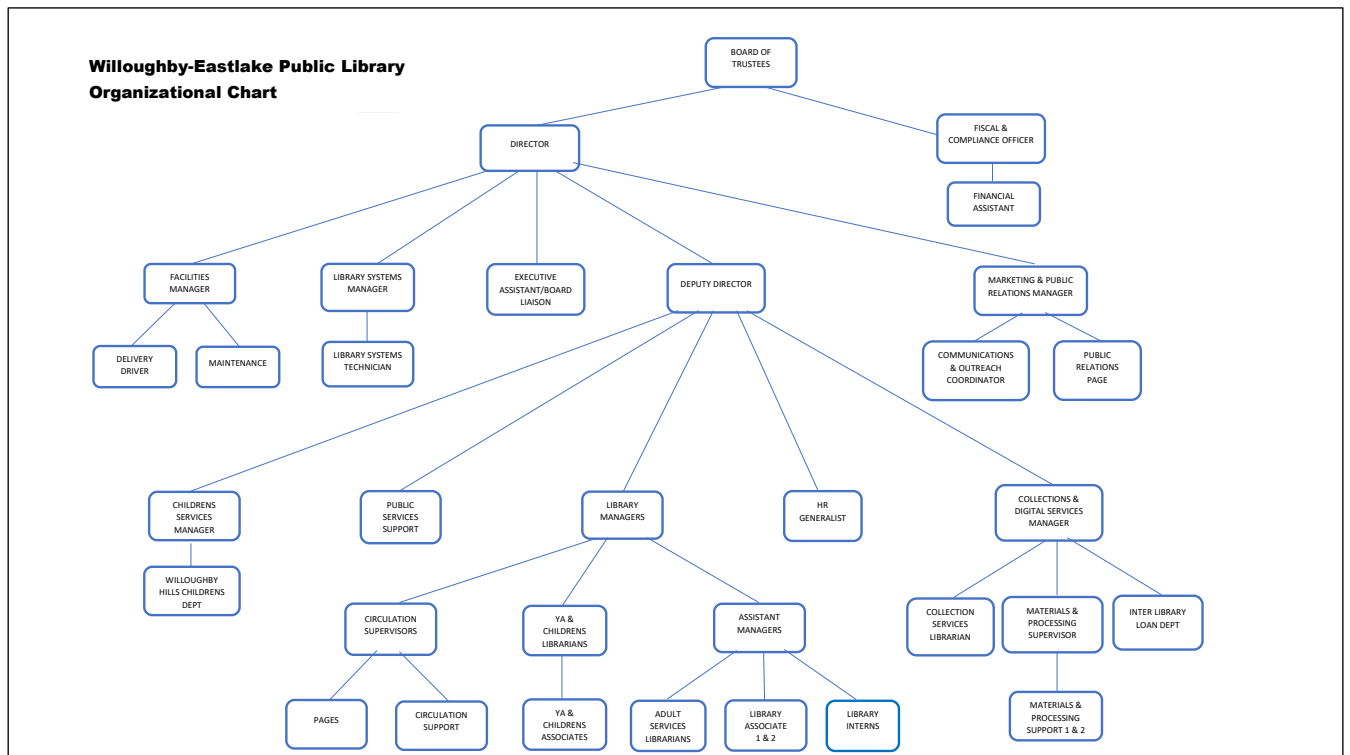 Willoughby-Eastlake Public Library
Organizational Chart
BOARD OF
TRUSTEES
FISCAL &
COMPLIANCE OFFICER
DIRECTOR
FINANCIAL
ASSISTANT
FACILITIES
MANAGER
LIBRARY SYSTEMS
MANAGER
EXECUTIVE
ASSISTANT/BOARD
LIAISON
DEPUTY DIRECTOR
MARKETING & PUBLIC
RELATIONS MANAGER
DELIVERY
DRIVER
MAINTENANCE
LIBRARY SYSTEMS
TECHNICIAN
COMMUNICATIONS
& OUTREACH
COORDINATOR
PUBLIC
RELATIONS
PAGE
CHILDRENS
SERVICES
MANAGER
PUBLIC
SERVICES
SUPPORT
LIBRARY
MANAGERS
HR
GENERALIST
COLLECTIONS &
DIGITAL SERVICES
MANAGER
WILLOUGHBY
HILLS CHILDRENS
DEPT
CIRCULATION
SUPERVISORS
YA &
CHILDRENS
LIBRARIANS
ASSISTANT
MANAGERS
COLLECTION
SERVICES
LIBRARIAN
MATERIALS &
PROCESSING
SUPERVISOR
INTER LIBRARY
LOAN DEPT
PAGES
CIRCULATION
SUPPORT
YA &
CHILDRENS
ASSOCIATES
ADULT
SERVICES
LIBRARIANS
LIBRARY
ASSOCIATE
1 & 2
LIBRARY
INTERNS
MATERIALS &
PROCESSING
SUPPORT 1 & 2